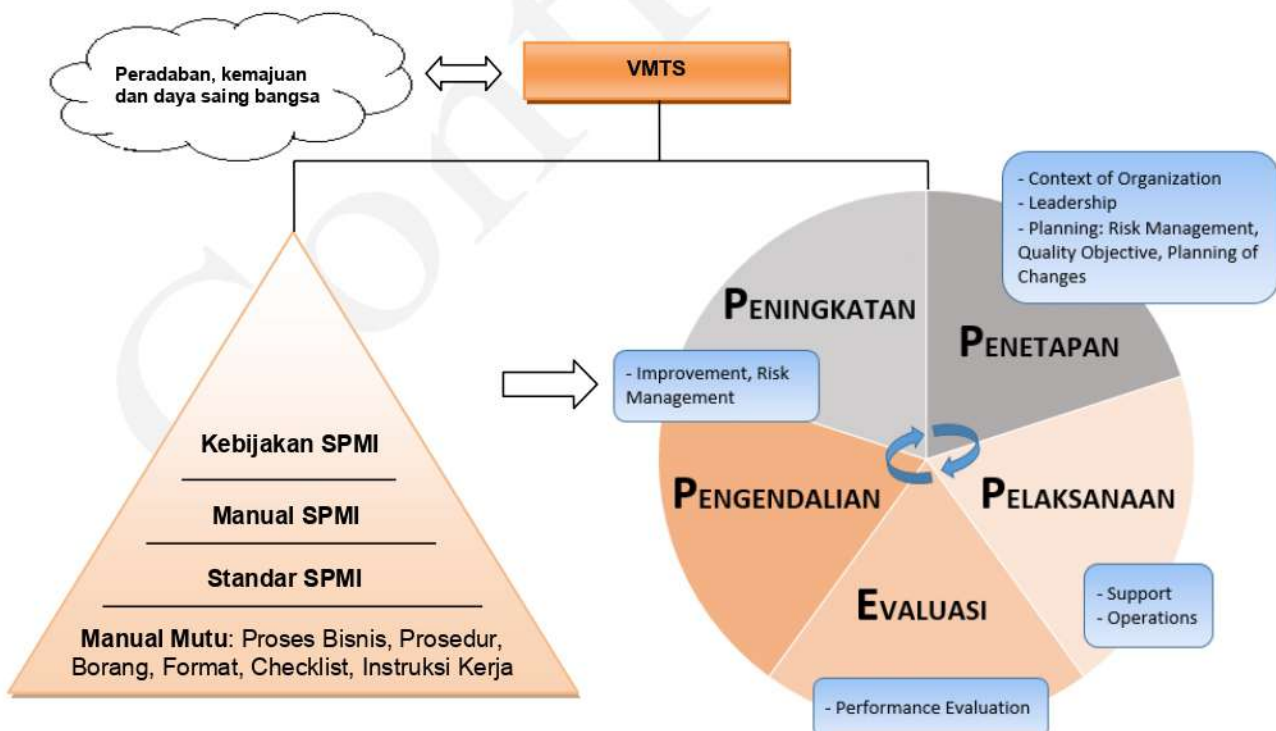 Peradaban, kemajuan
dan daya saing bangsa
VMTS
- Context of Organization
- Leadership
- Planning: Risk Management,
Quality Objective, Planning of
Changes
PENINGKATAN
PENETAPAN
- Improvement, Risk
Management
Kebijakan SPMI
Manual SPMI
Standar SPMI
Manual Mutu: Proses Bisnis, Prosedur,
Borang, Format, Checklist, Instruksi Kerja
PENGENDALIAN
PELAKSANAAN
EVALUASI
- Support
- Operations
- Performance Evaluation